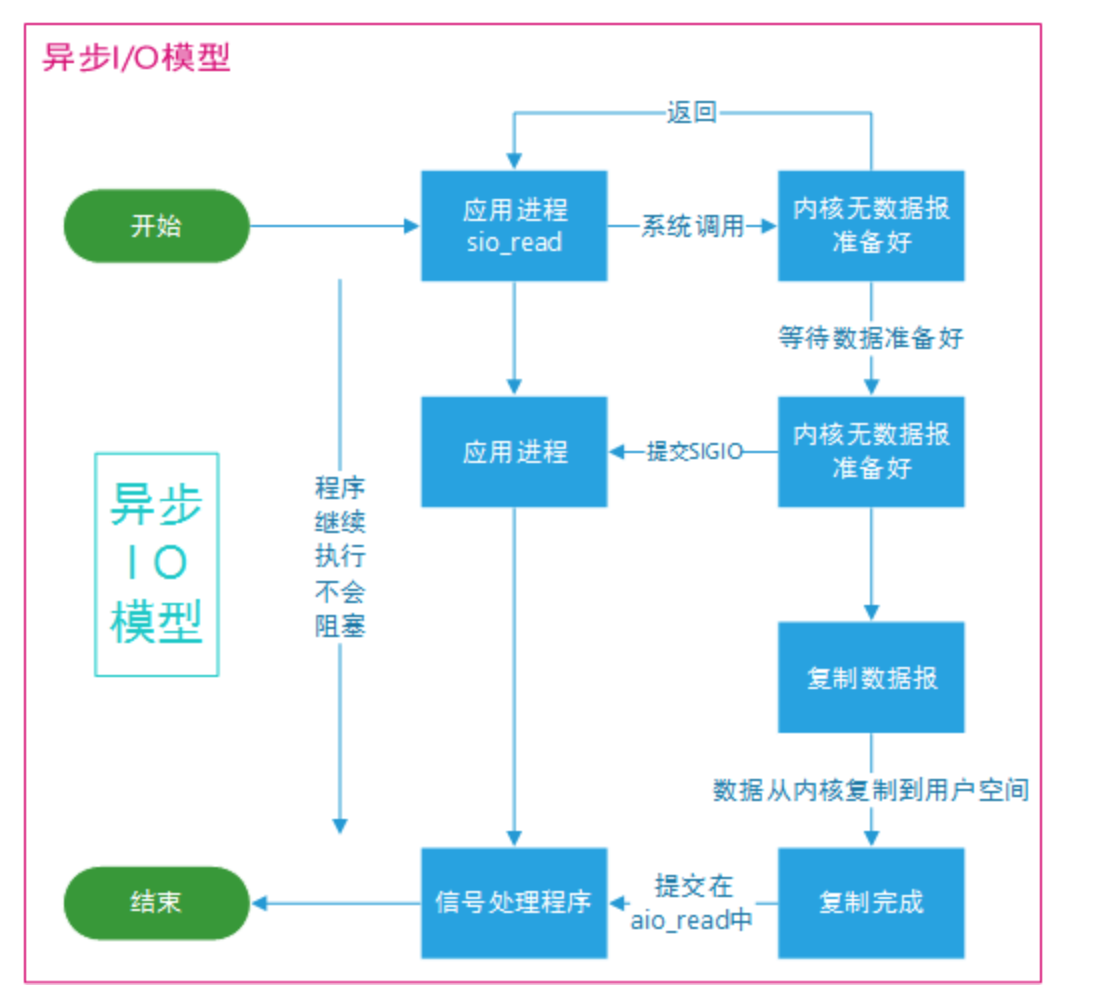 异步I/O模型
返回
开始
应用进程
sio_read
系统调用
内核无数据报
准备好
等待数据准备好
应用进程
提交SIGIO
内核无数据报
准备好
异步
I O
模型
程序
继续
执行
不会
阻塞
复制数据报
数据从内核复制到用户空间
结束
信号处理程序
提交在
aio_read中
复制完成